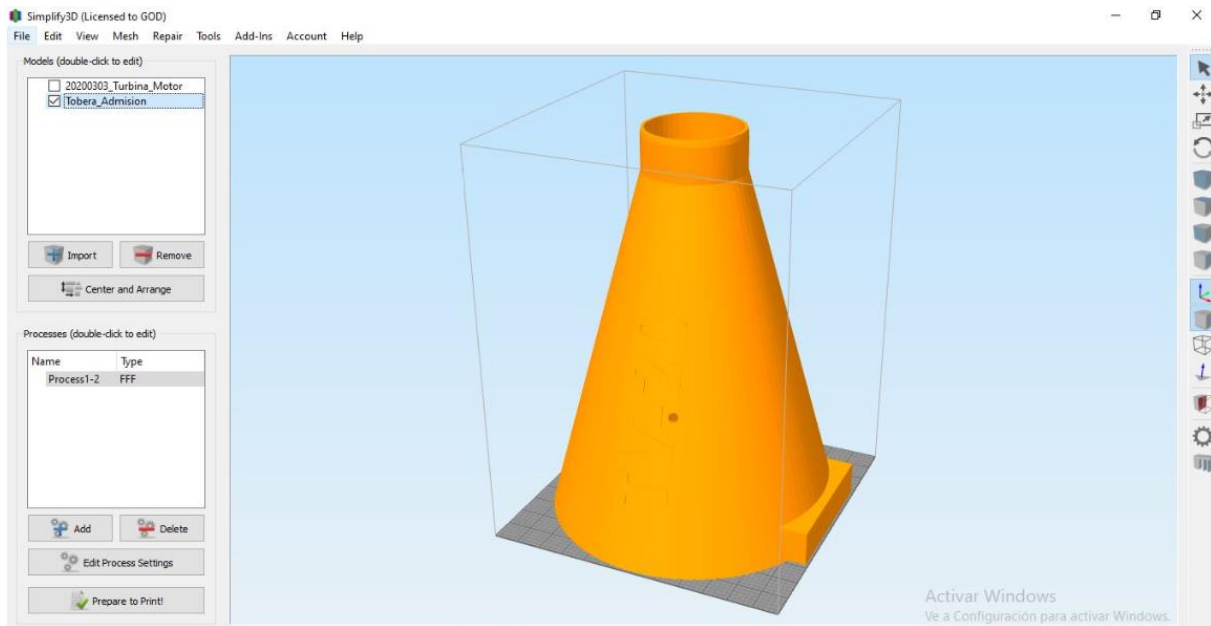 Simplify3D (Licensed to GOD)
File Edit View Mesh Repair Tools Add-Ins Account Help
Models (double-click to edit)
20200303_Turbina_Motor
Tobera_Admision
Import Remove
Center and Arrange
Processes (double-click to edit)
Name Type
Process1-2 FFF
Add Delete
Edit Process Settings
Prepare to Print!
Activar Windows
Ve a Configuración para activar Windows.